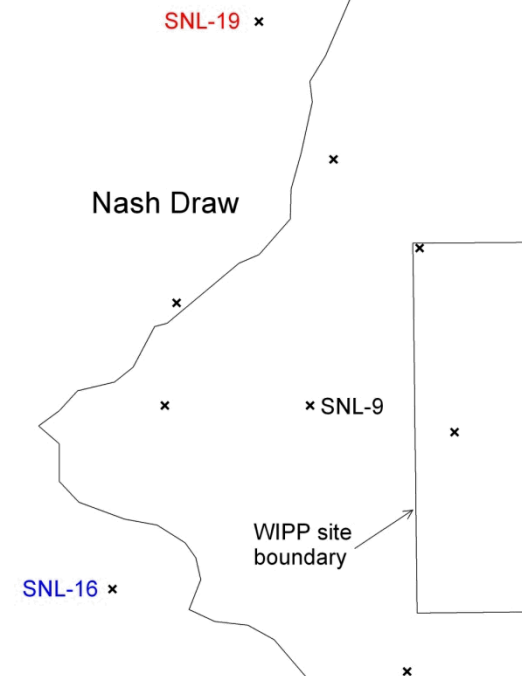 SNL-19
Nash Draw
SNL-9
WIPP site
boundary
SNL-16